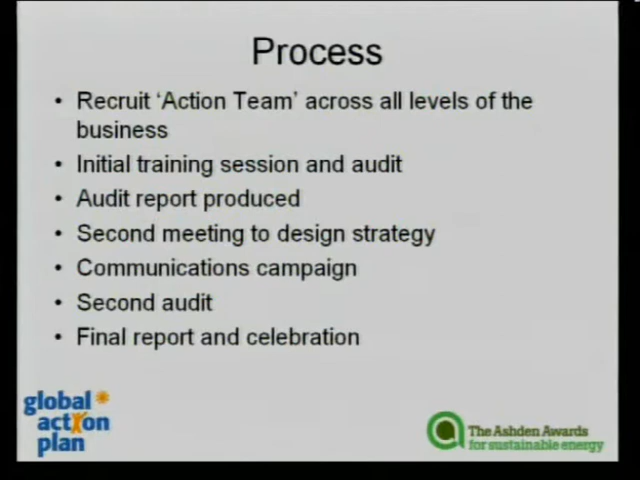 Process
• Recruit ‘Action Team’ across all levels of the
business
• Initial training session and audit
• Audit report produced
• Second meeting to design strategy
• Communications campaign
• Second audit
• Final report and celebration
global
action
plan
The Ashden Awards
for sustainable energy